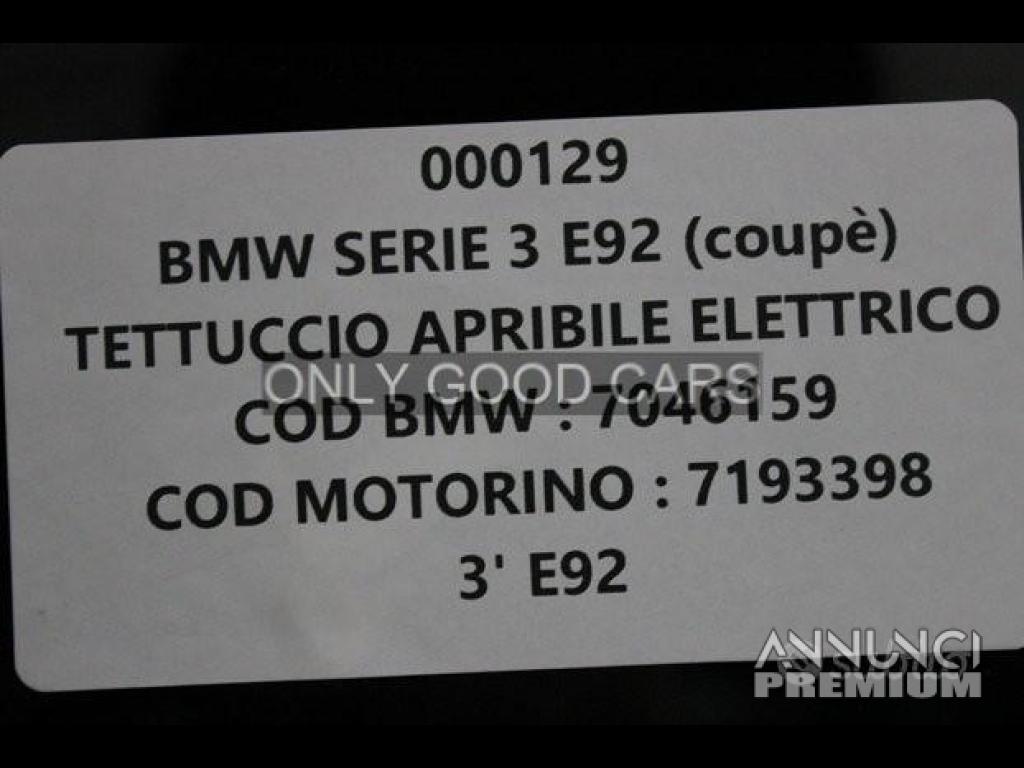 000129
BMW SERIE 3 E92 (coupè)
TETTUCCIO APRIBILE ELETTRICO
ONLY GOOD CARS
COD BMW : 7046159
COD MOTORINO : 7193398
3' E92
ANNUNCI
PREMIUM